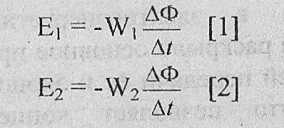 E₁ = -W₁ ΔΦ/Δt [1]
E₂ = -W₂ ΔΦ/Δt [2]